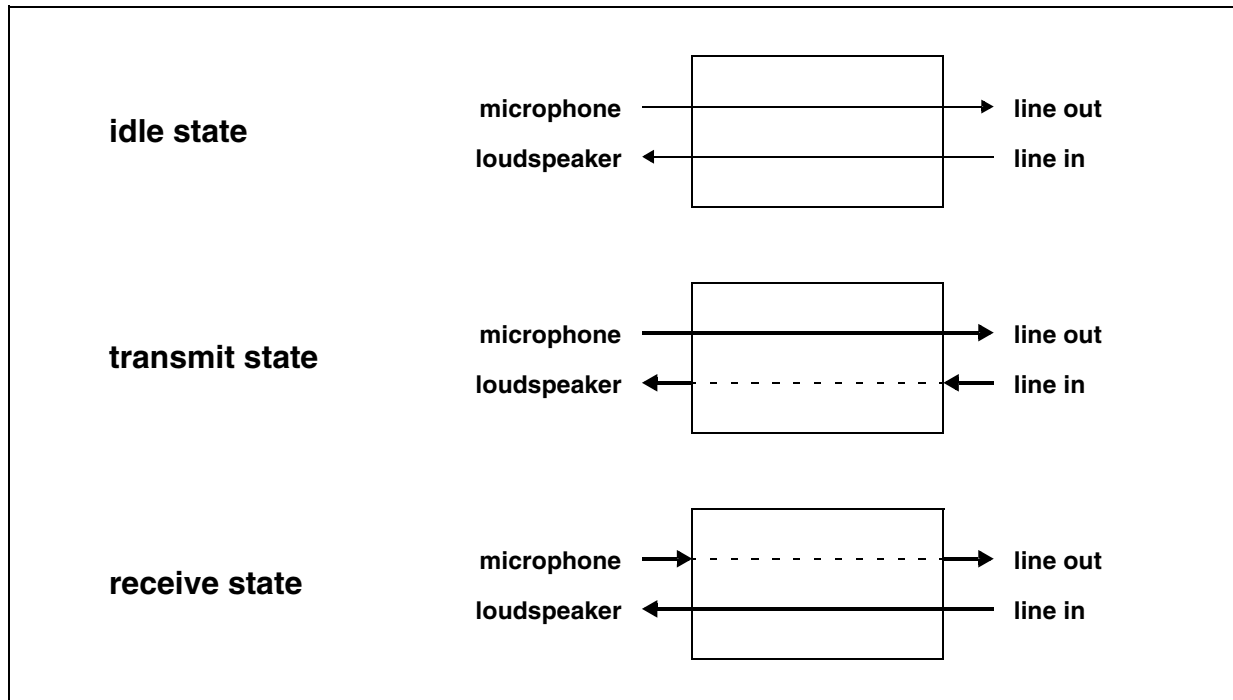 idle state
microphone
line out
loudspeaker
line in
transmit state
microphone
line out
loudspeaker
line in
receive state
microphone
line out
loudspeaker
line in